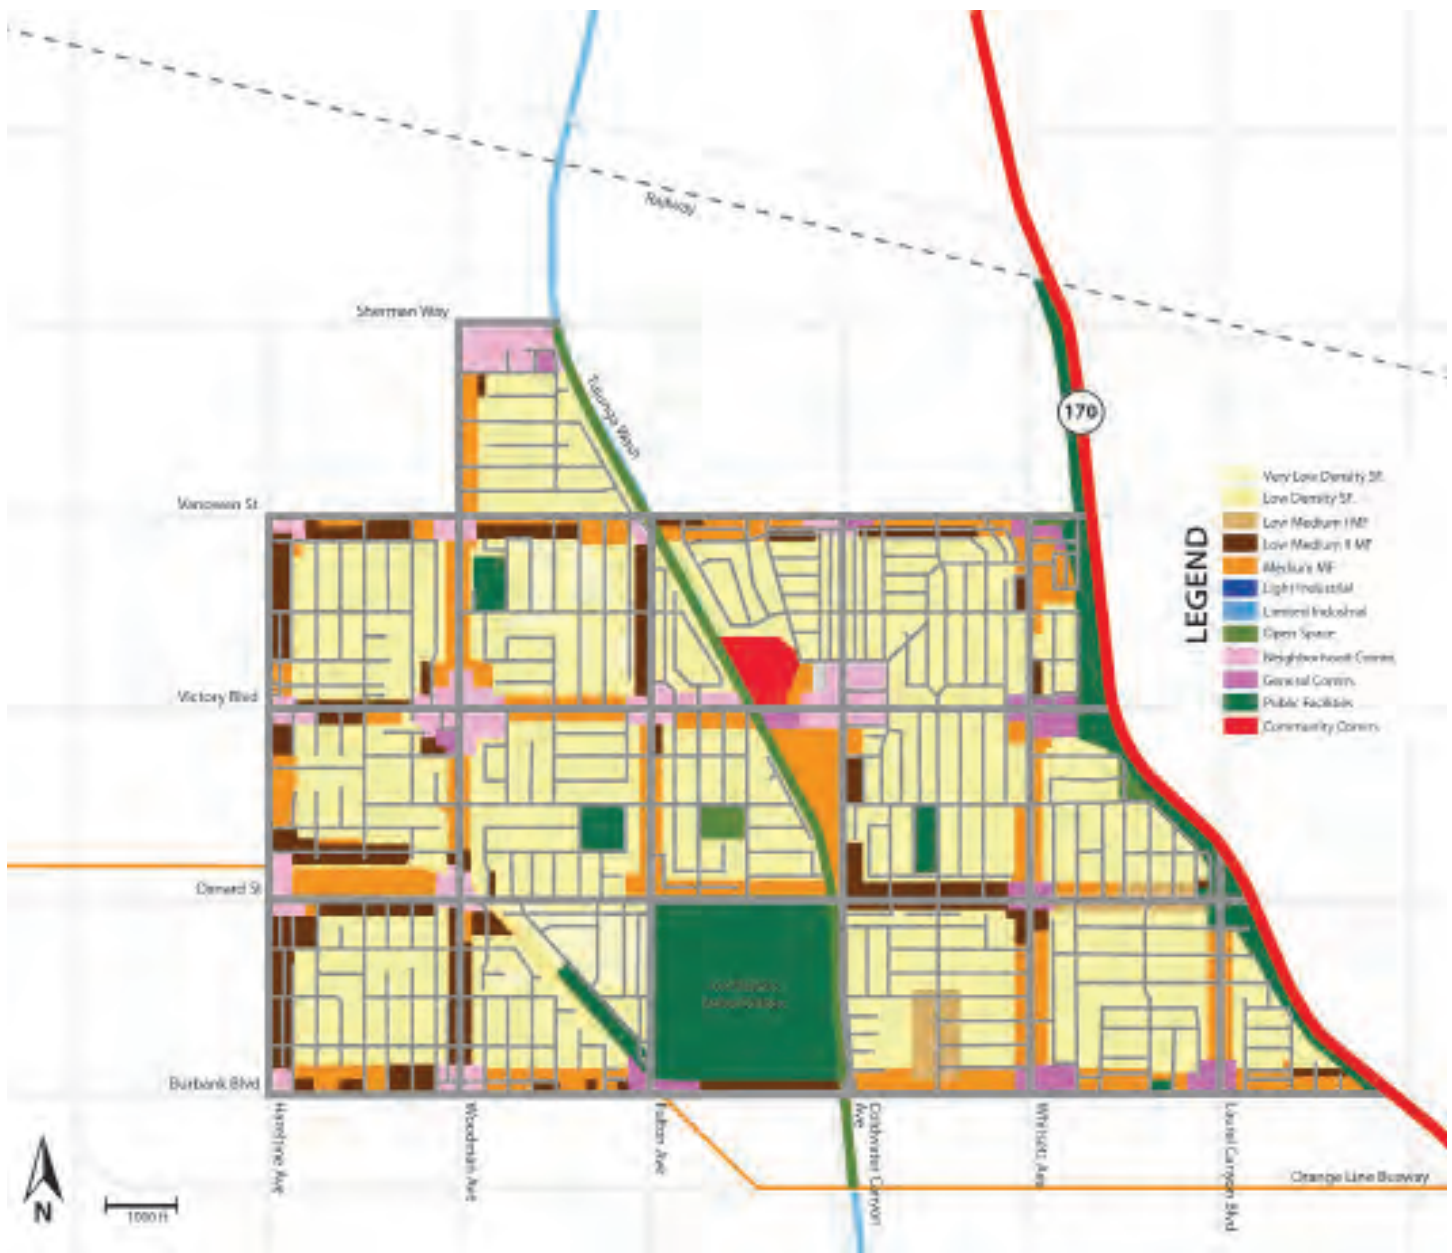 Railway
Sherman Way
Tujunga Wash
170
Vanowen St
Victory Blvd
Oxnard St
Burbank Blvd
LEGEND
Very Low Density SF
Low Density SF
Low Medium I MF
Low Medium II MF
Medium MF
Light Industrial
Limited Industrial
Open Space
Neighborhood Comm.
General Comm.
Public Facilities
Community Comm.
Hazeltine Ave
Woodman Ave
Fulton Ave
Coldwater Canyon
Ave
Whitsett Ave
Laurel Canyon Blvd
Orange Line Busway
N
1000 ft